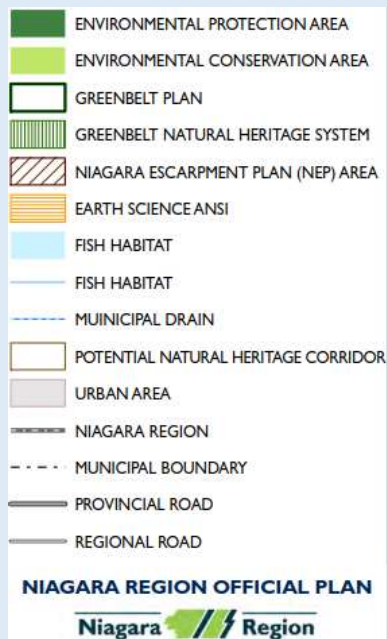 ENVIRONMENTAL PROTECTION AREA
ENVIRONMENTAL CONSERVATION AREA
GREENBELT PLAN
GREENBELT NATURAL HERITAGE SYSTEM
NIAGARA ESCARPMENT PLAN (NEP) AREA
EARTH SCIENCE ANSI
FISH HABITAT
FISH HABITAT
MUINICIPAL DRAIN
POTENTIAL NATURAL HERITAGE CORRIDOR
URBAN AREA
NIAGARA REGION
MUNICIPAL BOUNDARY
PROVINCIAL ROAD
REGIONAL ROAD
NIAGARA REGION OFFICIAL PLAN
Niagara Region